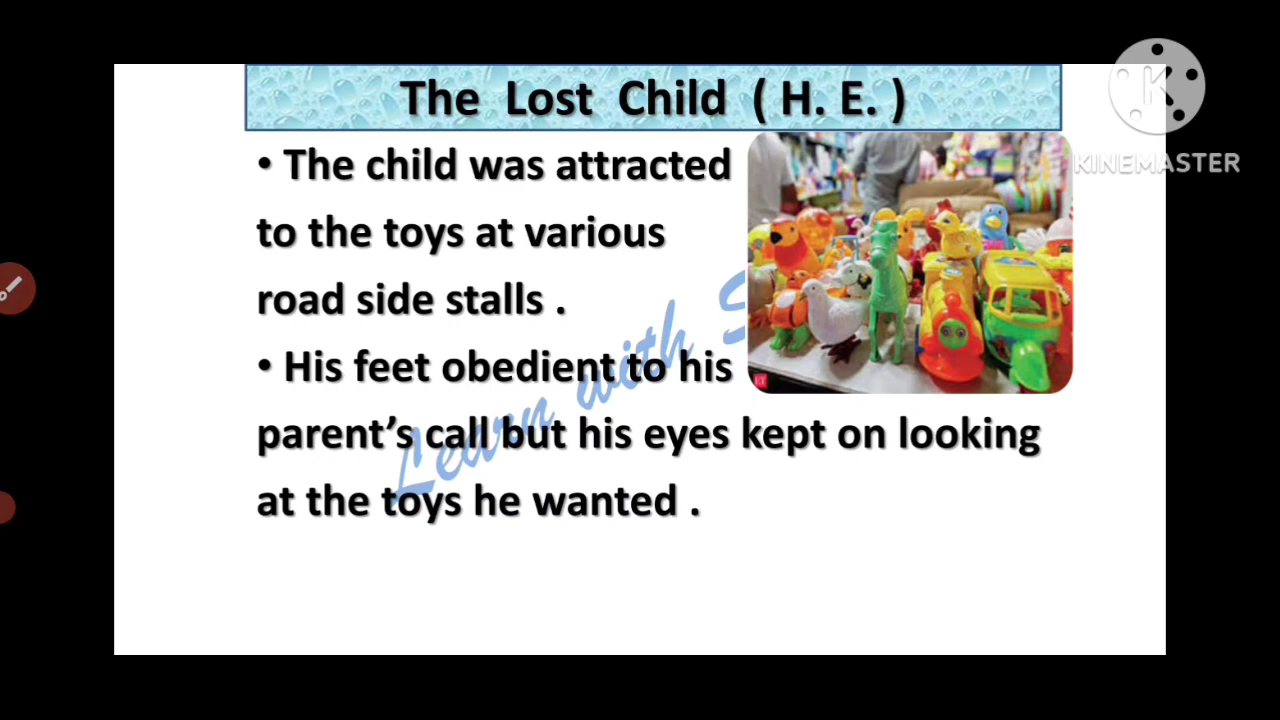 The Lost Child ( H. E. )
KINEMASTER
• The child was attracted
to the toys at various
road side stalls .
• His feet obedient to his
parent’s call but his eyes kept on looking
at the toys he wanted .
Learn with S